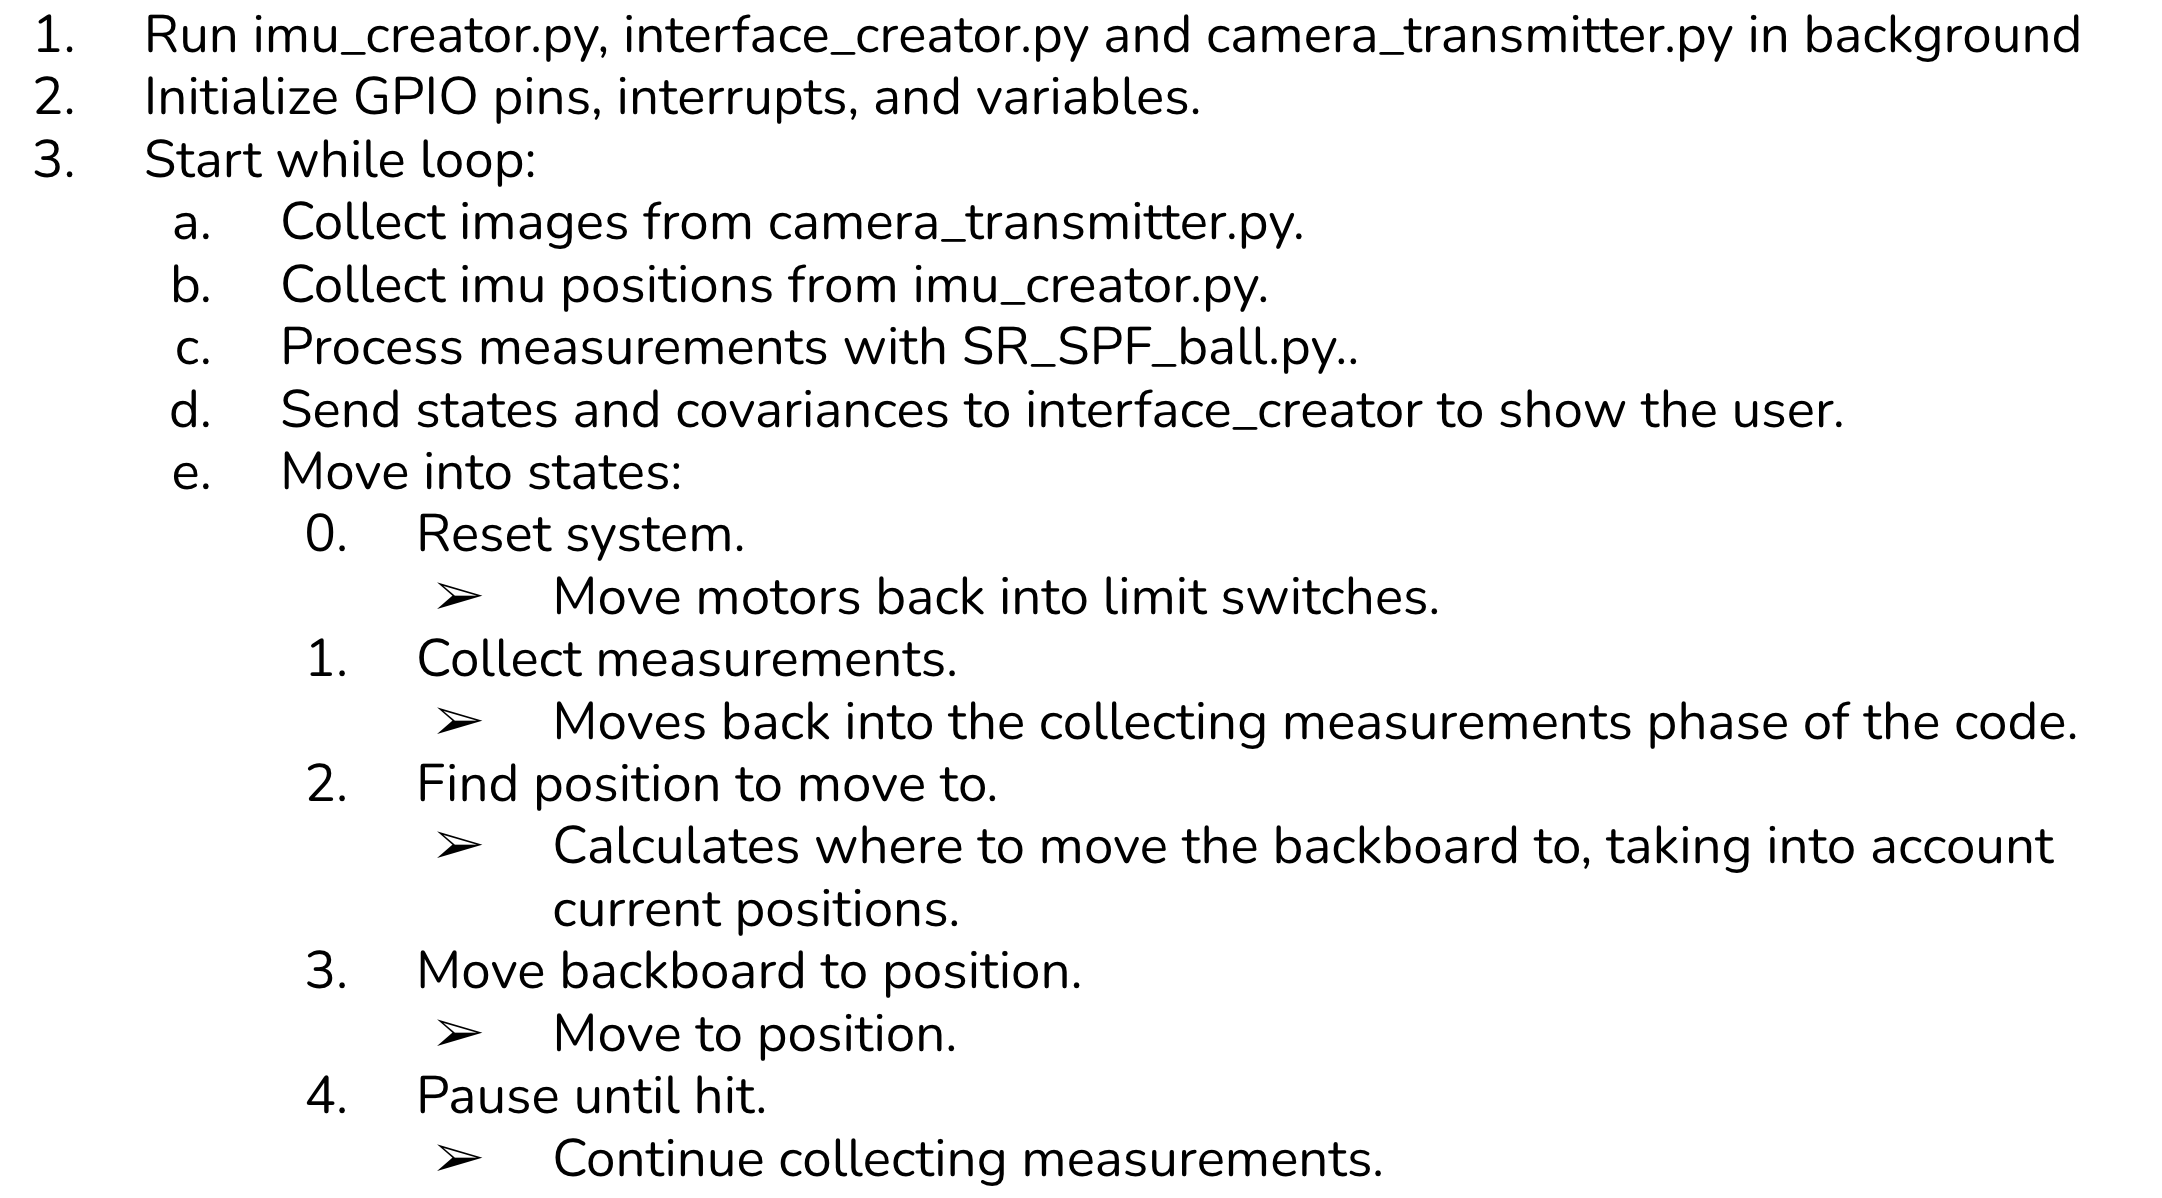 1. Run imu_creator.py, interface_creator.py and camera_transmitter.py in background
2. Initialize GPIO pins, interrupts, and variables.
3. Start while loop:
a. Collect images from camera_transmitter.py.
b. Collect imu positions from imu_creator.py.
c. Process measurements with SR_SPF_ball.py..
d. Send states and covariances to interface_creator to show the user.
e. Move into states:
0. Reset system.
➢ Move motors back into limit switches.
1. Collect measurements.
➢ Moves back into the collecting measurements phase of the code.
2. Find position to move to.
➢ Calculates where to move the backboard to, taking into account
current positions.
3. Move backboard to position.
➢ Move to position.
4. Pause until hit.
➢ Continue collecting measurements.